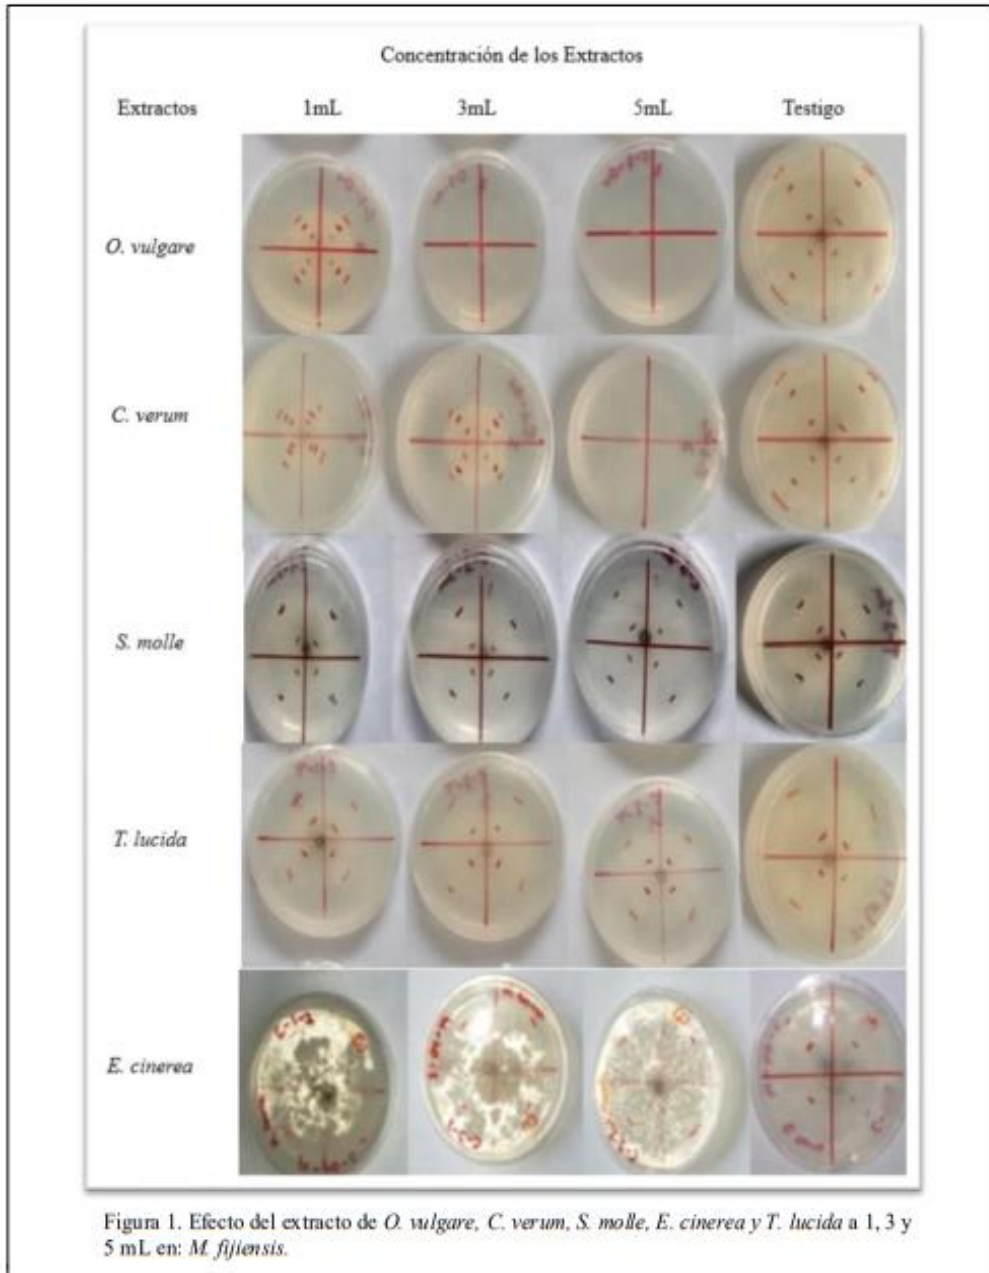 Concentración de los Extractos
Extractos 1mL 3mL 5mL Testigo
O. vulgare
C. verum
S. molle
T. lucida
E. cinerea
Figura 1. Efecto del extracto de O. vulgare, C. verum, S. molle, E. cinerea y T. lucida a 1, 3 y
5 mL en: M. fijiensis.